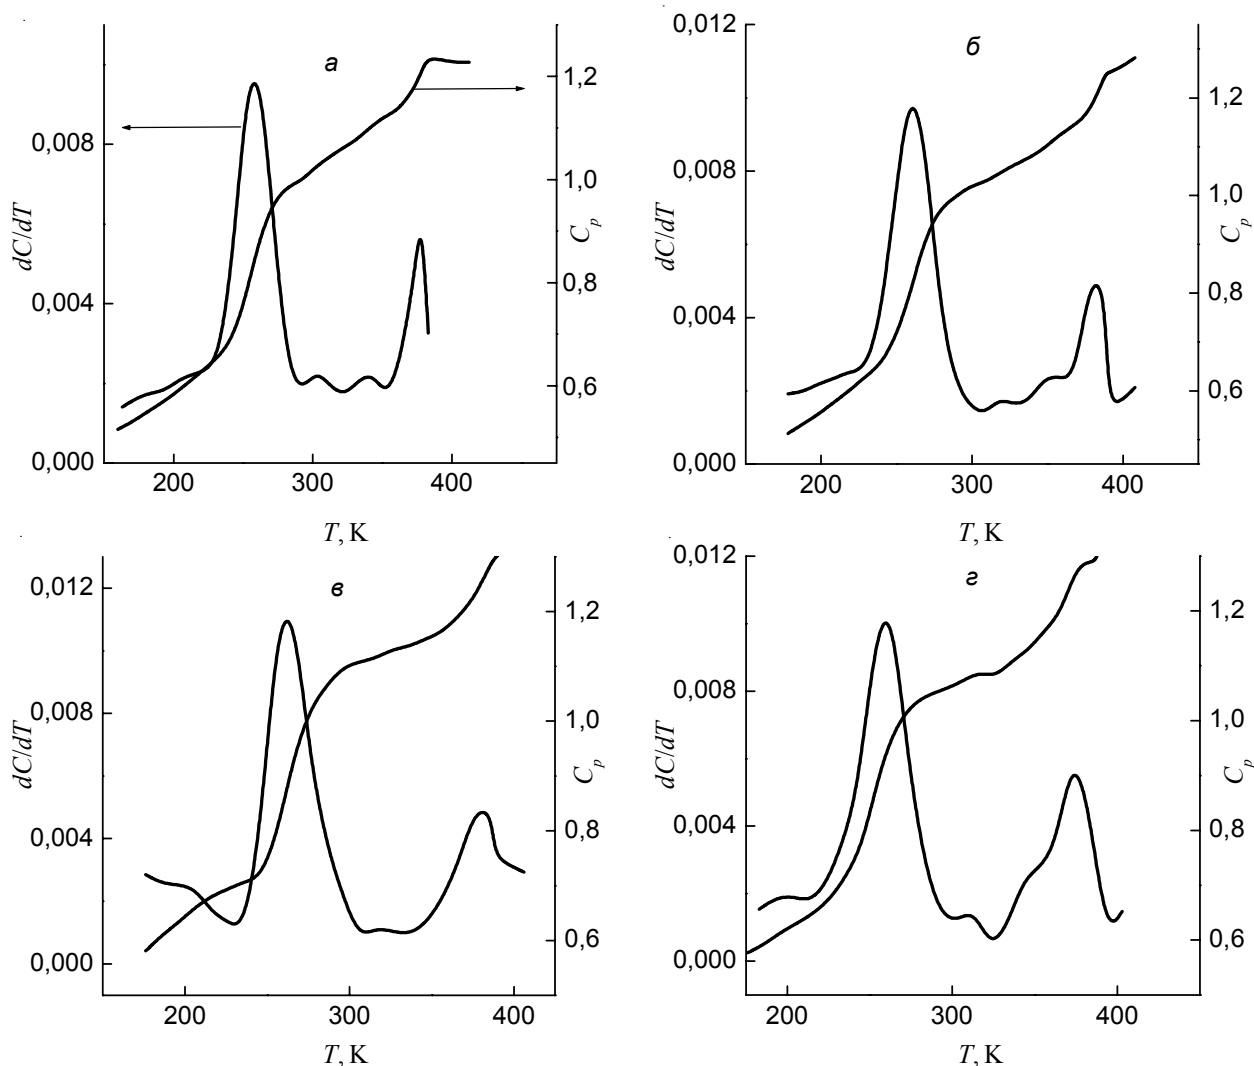 а
0,008
0,004
0,000
dC/dT
1,2
1,0
0,8
0,6
C_p
200 300 400
T, K
б
0,012
0,008
0,004
0,000
dC/dT
1,2
1,0
0,8
0,6
C_p
200 300 400
T, K
в
0,012
0,008
0,004
0,000
dC/dT
1,2
1,0
0,8
0,6
C_p
200 300 400
T, K
г
0,012
0,008
0,004
0,000
dC/dT
1,2
1,0
0,8
0,6
C_p
200 300 400
T, K